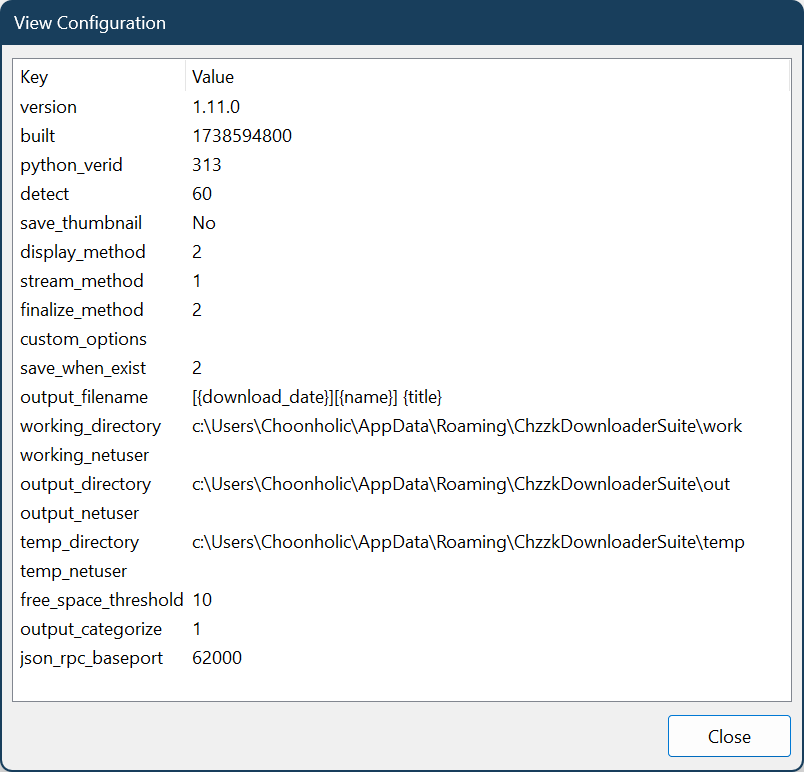 View Configuration
Key Value
version 1.11.0
built 1738594800
python_verid 313
detect 60
save_thumbnail No
display_method 2
stream_method 1
finalize_method 2
custom_options
save_when_exist 2
output_filename [{download_date}][{name}] {title}
working_directory c:\Users\Choonholic\AppData\Roaming\ChzzkDownloaderSuite\work
working_netuser
output_directory c:\Users\Choonholic\AppData\Roaming\ChzzkDownloaderSuite\out
output_netuser
temp_directory c:\Users\Choonholic\AppData\Roaming\ChzzkDownloaderSuite\temp
temp_netuser
free_space_threshold 10
output_categorize 1
json_rpc_baseport 62000
Close